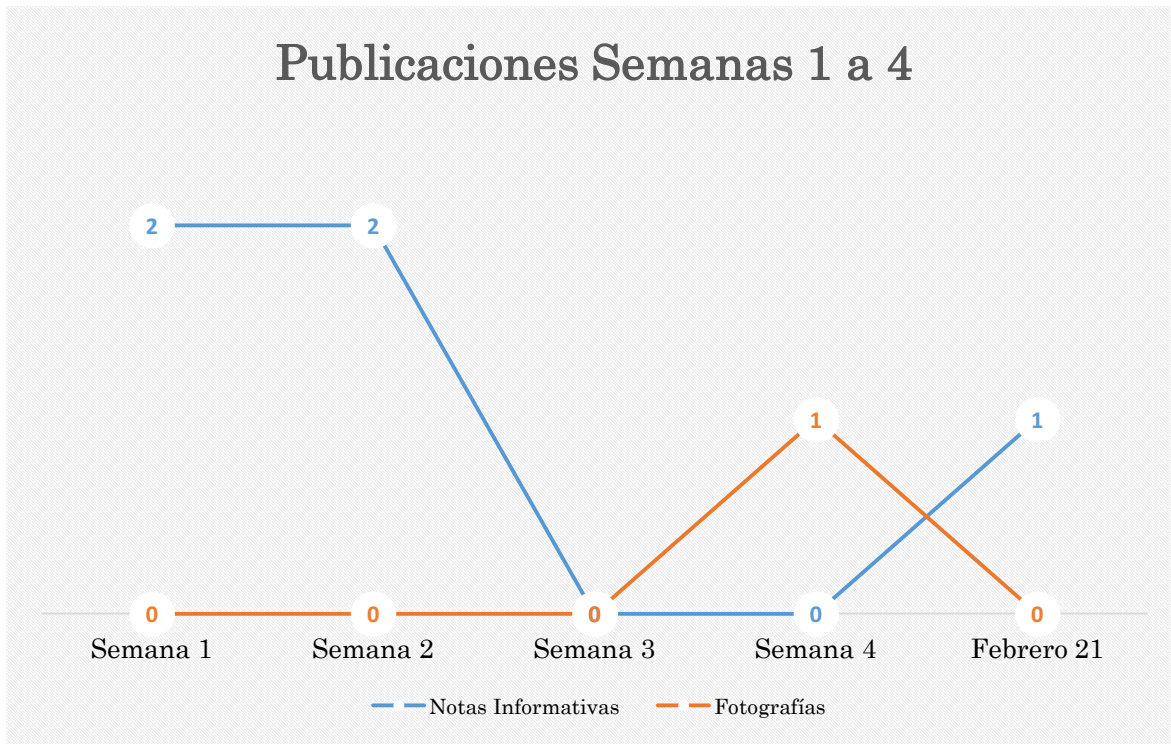 Publicaciones Semanas 1 a 4
2 2
1 1
0 0 0 0 0
Semana 1 Semana 2 Semana 3 Semana 4 Febrero 21
Notas Informativas Fotografías